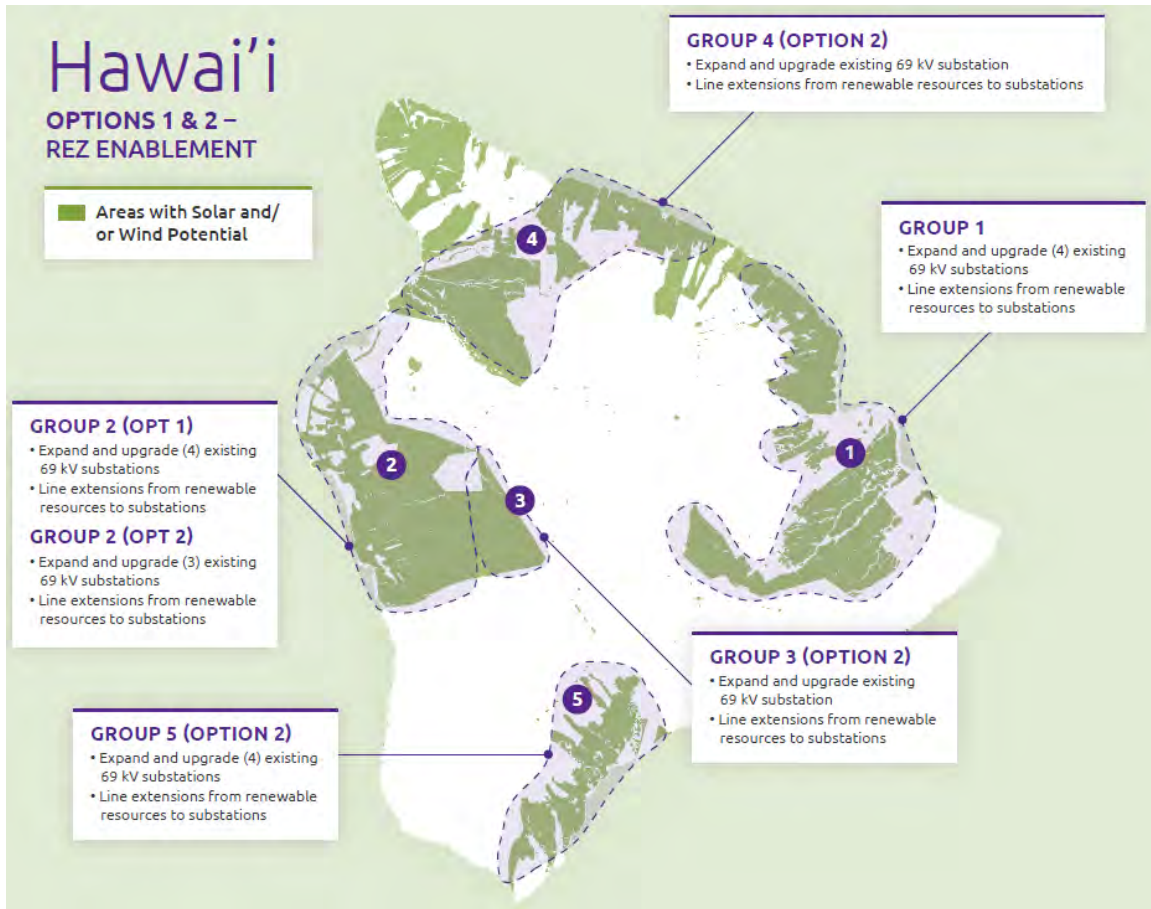 Hawai'i
OPTIONS 1 & 2 –
REZ ENABLEMENT
Areas with Solar and/
or Wind Potential
GROUP 4 (OPTION 2)
• Expand and upgrade existing 69 kV substation
• Line extensions from renewable resources to substations
GROUP 1
• Expand and upgrade (4) existing
69 kV substations
• Line extensions from renewable
resources to substations
4
GROUP 2 (OPT 1)
• Expand and upgrade (4) existing
69 kV substations
• Line extensions from renewable
resources to substations
GROUP 2 (OPT 2)
• Expand and upgrade (3) existing
69 kV substations
• Line extensions from renewable
resources to substations
2
3
1
GROUP 3 (OPTION 2)
• Expand and upgrade existing
69 kV substation
• Line extensions from renewable
resources to substations
5
GROUP 5 (OPTION 2)
• Expand and upgrade (4) existing
69 kV substations
• Line extensions from renewable
resources to substations